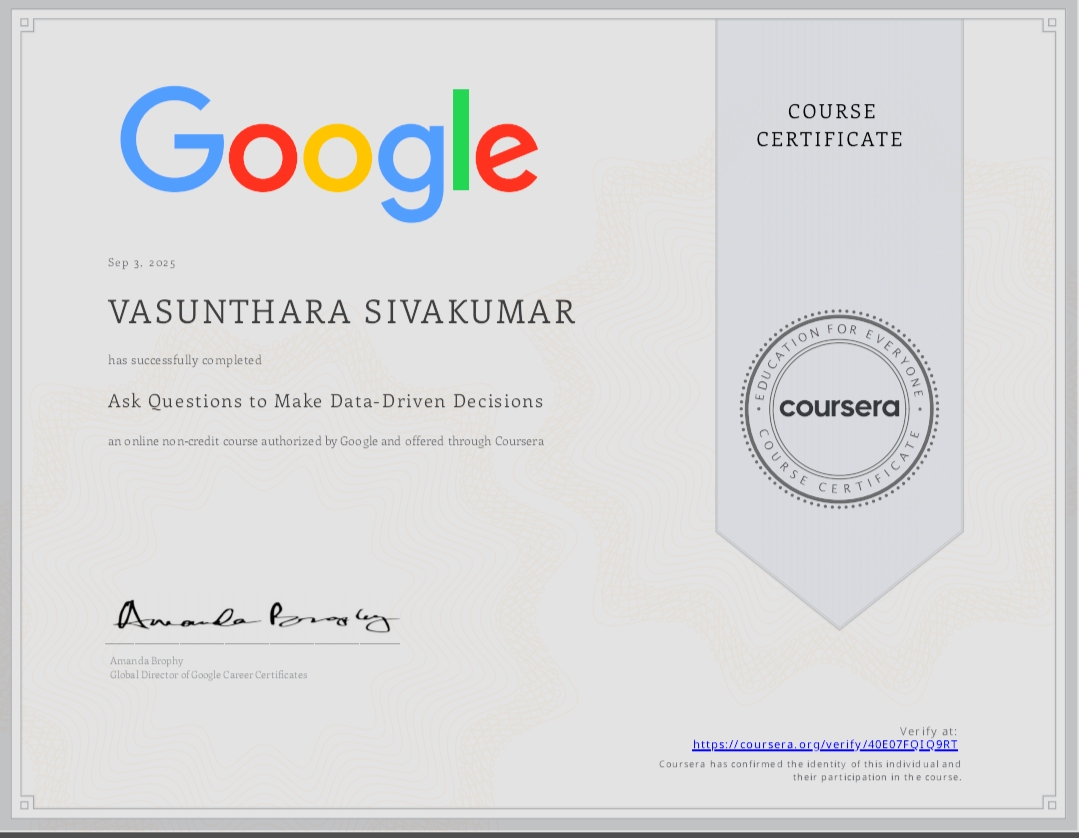 Google
COURSE
CERTIFICATE
Sep 3, 2025
VASUNTHARA SIVAKUMAR
has successfully completed
Ask Questions to Make Data-Driven Decisions
an online non-credit course authorized by Google and offered through Coursera
EDUCATION FOR EVERYONE
coursera
COURSE CERTIFICATE
Amanda Brophy
Amanda Brophy
Global Director of Google Career Certificates
Verify at:
https://coursera.org/verify/40E07FQIQ9RT
Coursera has confirmed the identity of this individual and
their participation in the course.